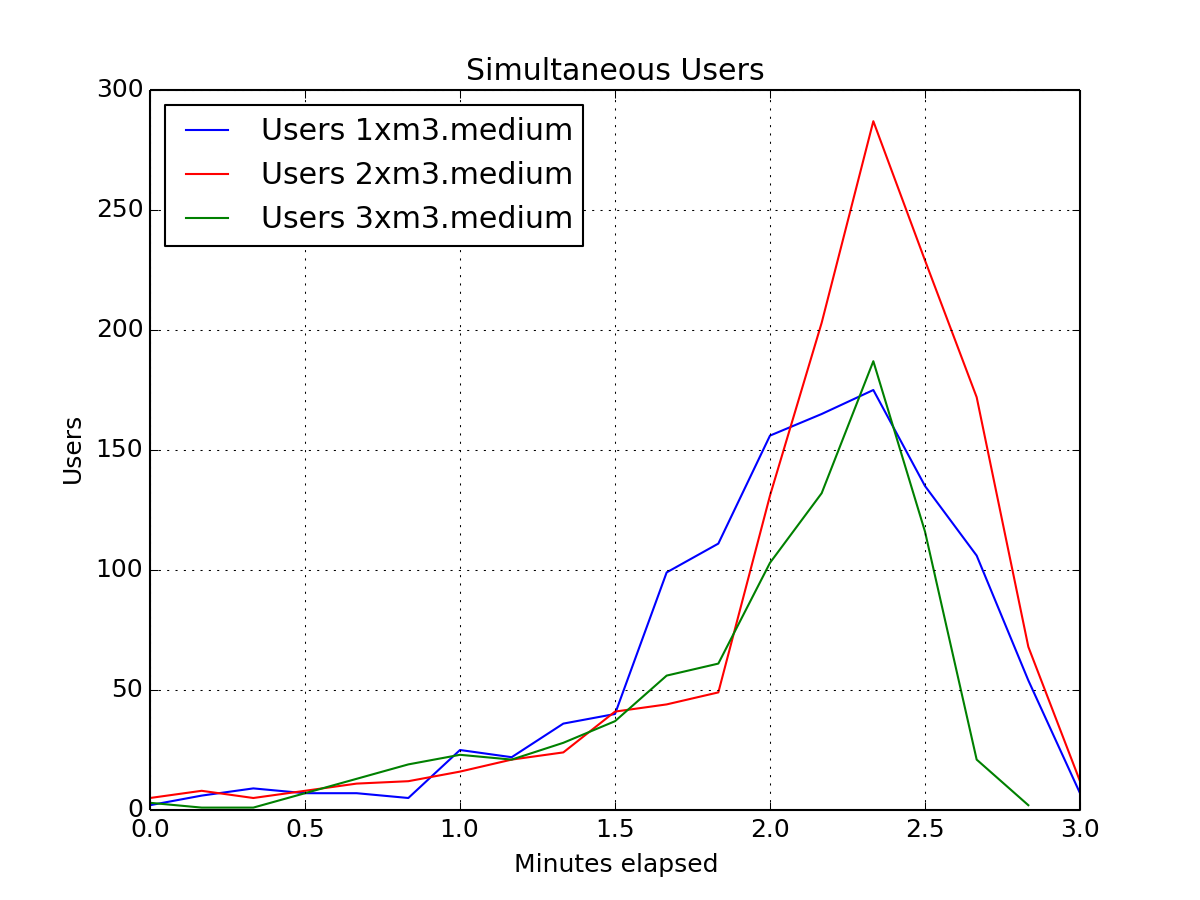 Simultaneous Users
Users 1xm3.medium
Users 2xm3.medium
Users 3xm3.medium
300
250
200
150
100
50
0
Users
0.0 0.5 1.0 1.5 2.0 2.5 3.0
Minutes elapsed